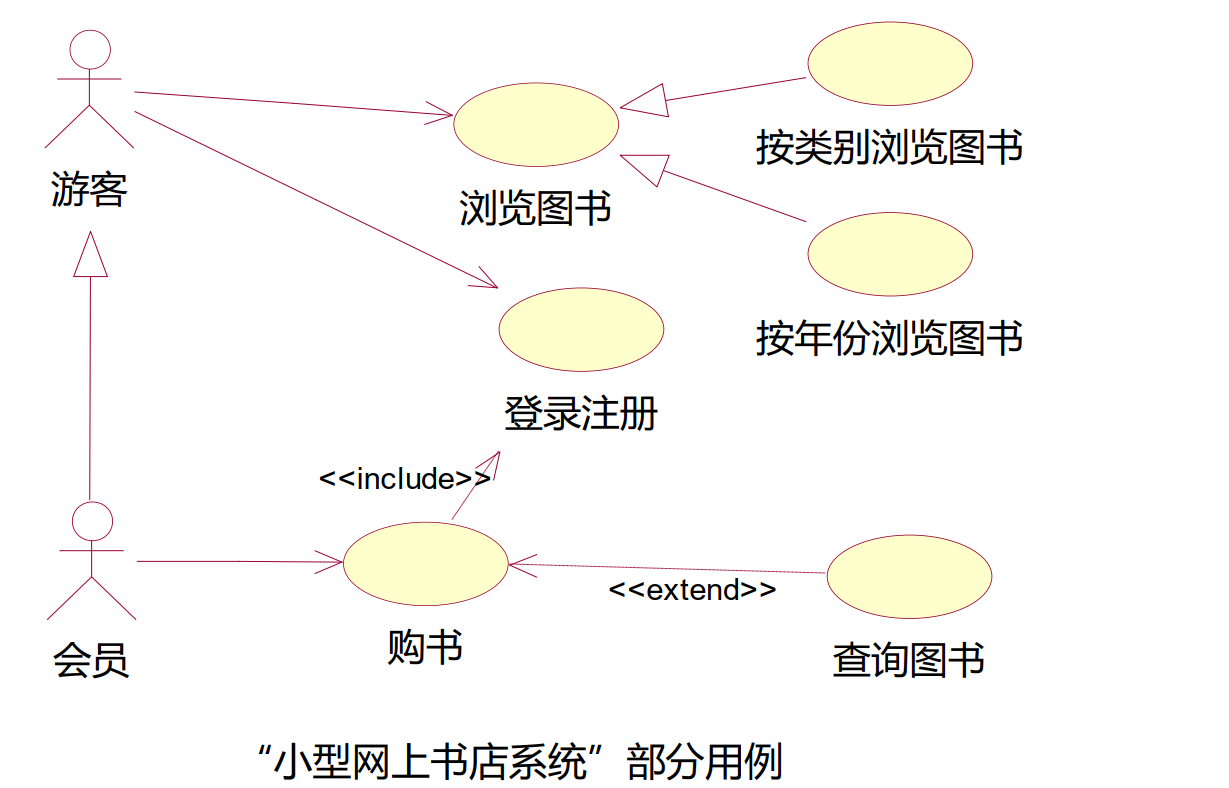 按类别浏览图书
游客
浏览图书
按年份浏览图书
登录注册
<<include>>
<<extend>>
会员
购书
查询图书
“小型网上书店系统”部分用例